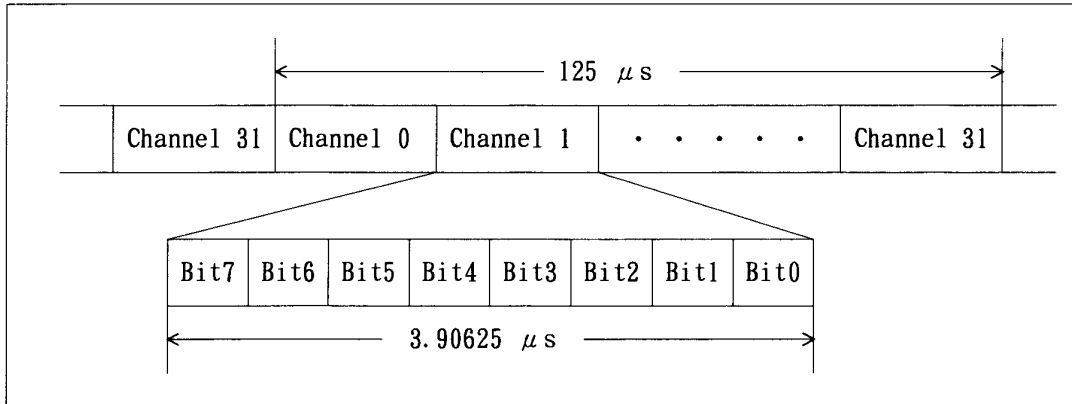 125 μs
Channel 31 Channel 0 Channel 1 · · · · · Channel 31
Bit7 Bit6 Bit5 Bit4 Bit3 Bit2 Bit1 Bit0
3.90625 μs